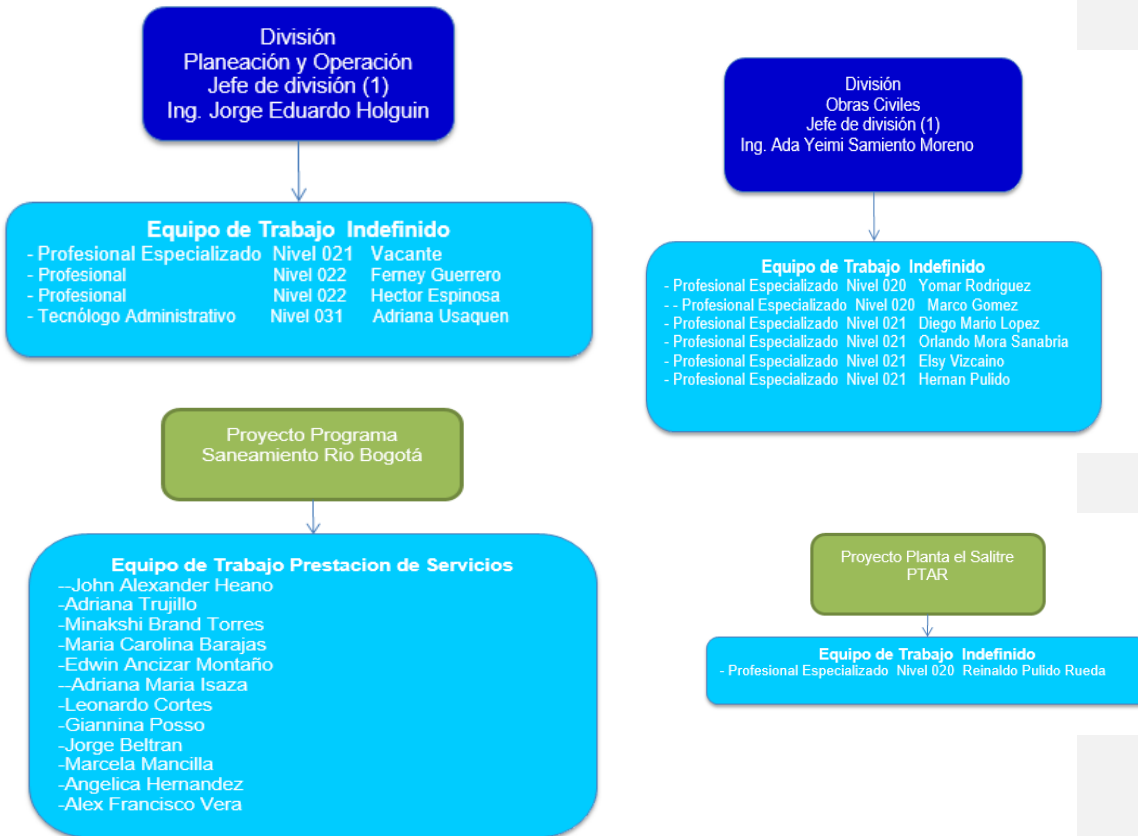 División
Planeación y Operación
Jefe de división (1)
Ing. Jorge Eduardo Holguin
Equipo de Trabajo Indefinido
- Profesional Especializado Nivel 021 Vacante
- Profesional Nivel 022 Ferney Guerrero
- Profesional Nivel 022 Hector Espinosa
- Tecnólogo Administrativo Nivel 031 Adriana Usaquen
División
Obras Civiles
Jefe de división (1)
Ing. Ada Yeimi Samiento Moreno
Equipo de Trabajo Indefinido
- Profesional Especializado Nivel 020 Yomar Rodriguez
- - Profesional Especializado Nivel 020 Marco Gomez
- Profesional Especializado Nivel 021 Diego Mario Lopez
- Profesional Especializado Nivel 021 Orlando Mora Sanabria
- Profesional Especializado Nivel 021 Elsy Vizcaino
- Profesional Especializado Nivel 021 Hernan Pulido
Proyecto Programa
Saneamiento Rio Bogotá
Equipo de Trabajo Prestacion de Servicios
--John Alexander Heano
-Adriana Trujillo
-Minakshi Brand Torres
-Maria Carolina Barajas
-Edwin Ancizar Montaño
--Adriana Maria Isaza
-Leonardo Cortes
-Giannina Posso
-Jorge Beltran
-Marcela Mancilla
-Angelica Hernandez
-Alex Francisco Vera
Proyecto Planta el Salitre
PTAR
Equipo de Trabajo Indefinido
- Profesional Especializado Nivel 020 Reinaldo Pulido Rueda